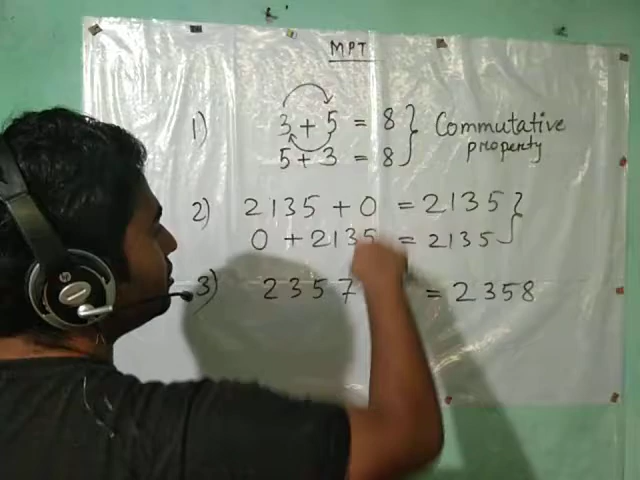 MPT
1) 3 + 5 = 8
5 + 3 = 8
Commutative
property
2) 2135 + 0 = 2135
0 + 2135 = 2135
3) 2357 = 2358
hp